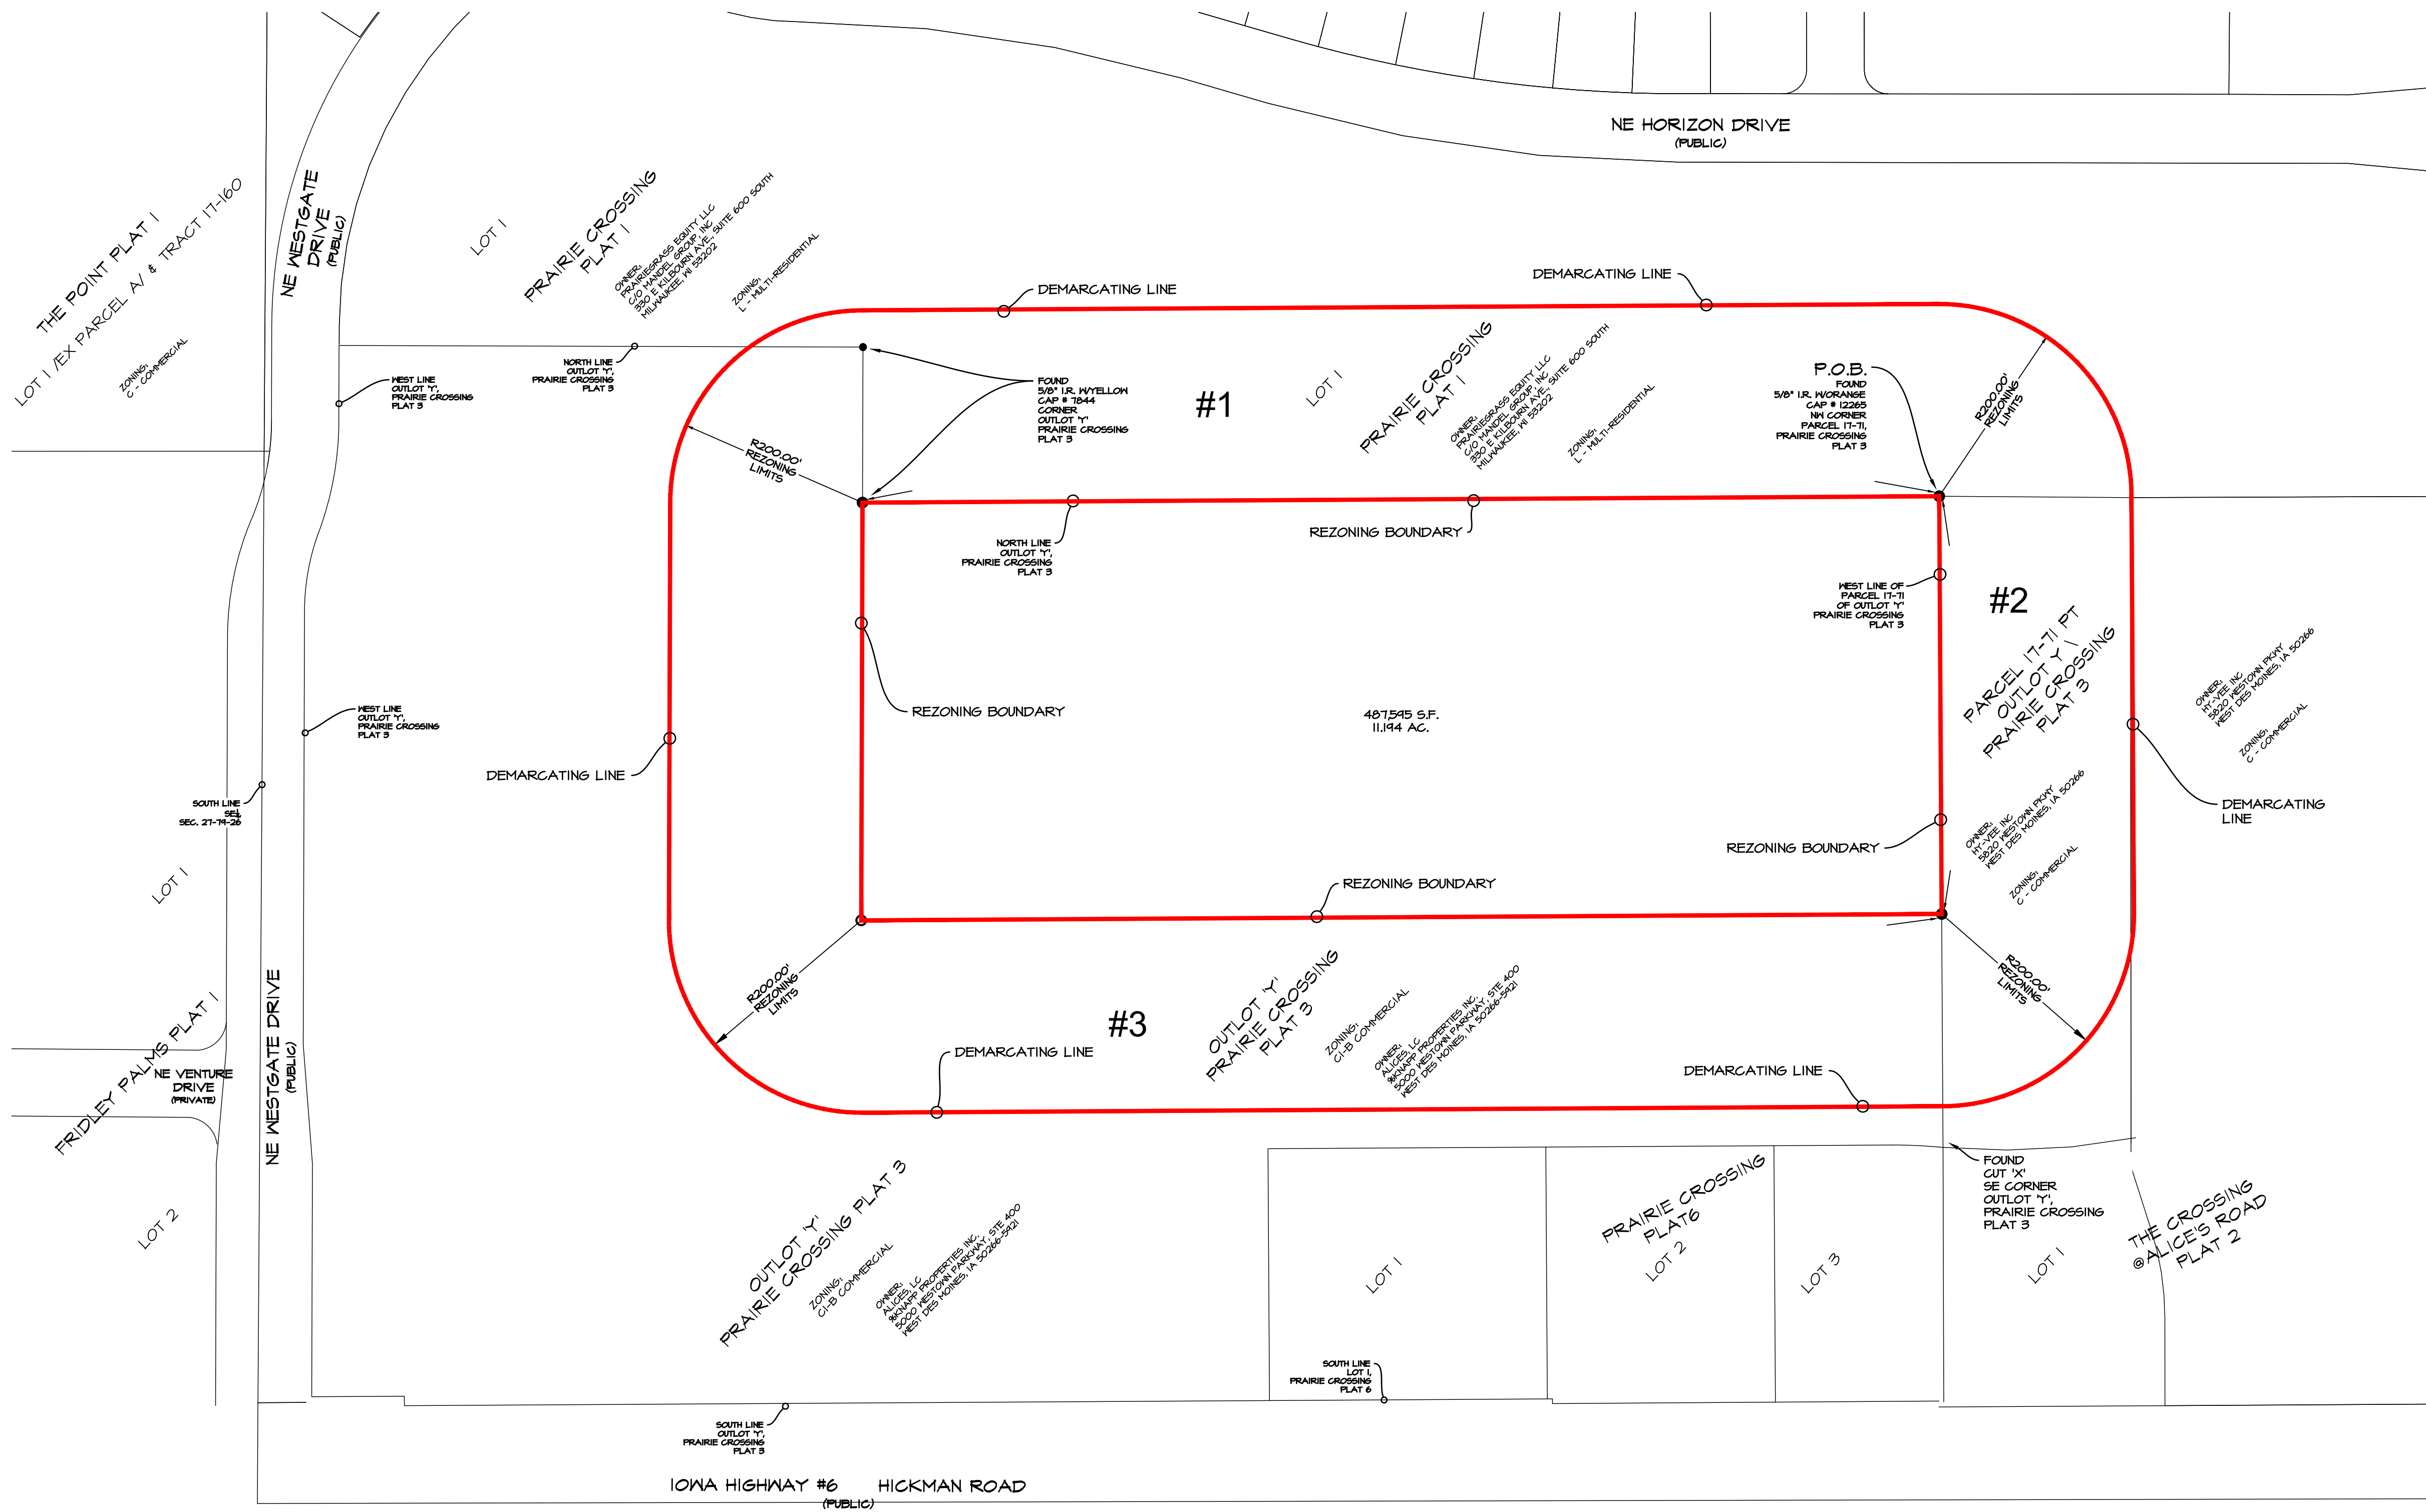 NE HORIZON DRIVE
(PUBLIC)
THE POINT PLAT 1
LOT 1 /EX PARCEL A/ & TRACT 17-160
ZONING:
C - COMMERCIAL
NE WESTGATE
DRIVE
(PUBLIC)
LOT 1
PRAIRIE CROSSING
PLAT 1
OWNER:
PRAIRIEGRASS EQUITY LLC
C/O MANDEL GROUP, INC
330 E KILBOURN AVE., SUITE 600 SOUTH
MILWAUKEE, WI 53202
ZONING:
L - MULTI-RESIDENTIAL
DEMARCATING LINE
DEMARCATING LINE
NORTH LINE
OUTLOT 'Y',
PRAIRIE CROSSING
PLAT 3
WEST LINE
OUTLOT 'Y',
PRAIRIE CROSSING
PLAT 3
FOUND
5/8" I.R. W/YELLOW
CAP # 7844
CORNER
OUTLOT 'Y'
PRAIRIE CROSSING
PLAT 3
#1
LOT 1
PRAIRIE CROSSING
PLAT 1
OWNER:
PRAIRIEGRASS EQUITY LLC
C/O MANDEL GROUP, INC
330 E KILBOURN AVE., SUITE 600 SOUTH
MILWAUKEE, WI 53202
ZONING:
L - MULTI-RESIDENTIAL
P.O.B.
FOUND
5/8" I.R. W/ORANGE
CAP # 12265
NW CORNER
PARCEL 17-71,
PRAIRIE CROSSING
PLAT 3
R200.00'
REZONING
LIMITS
R200.00'
REZONING
LIMITS
NORTH LINE
OUTLOT 'Y',
PRAIRIE CROSSING
PLAT 3
REZONING BOUNDARY
WEST LINE OF
PARCEL 17-71
OF OUTLOT 'Y'
PRAIRIE CROSSING
PLAT 3
#2
PARCEL 17-71 PT
OUTLOT Y \
PRAIRIE CROSSING
PLAT 3
OWNER:
HY-VEE INC
5820 WESTOWN PKWY
WEST DES MOINES, IA 50266
ZONING:
C - COMMERCIAL
WEST LINE
OUTLOT 'Y',
PRAIRIE CROSSING
PLAT 3
REZONING BOUNDARY
487,595 S.F.
11.194 AC.
DEMARCATING LINE
SOUTH LINE
SE¼
SEC. 27-79-26
DEMARCATING
LINE
REZONING BOUNDARY
OWNER:
HY-VEE INC
5820 WESTOWN PKWY
WEST DES MOINES, IA 50266
ZONING:
C - COMMERCIAL
REZONING BOUNDARY
LOT 1
FRIDLEY PALMS PLAT 1
NE VENTURE
DRIVE
(PRIVATE)
NE WESTGATE DRIVE
(PUBLIC)
R200.00'
REZONING
LIMITS
#3
OUTLOT 'Y'
PRAIRIE CROSSING
PLAT 3
ZONING:
C1-B COMMERCIAL
OWNER:
ALICES, LC
%KNAPP PROPERTIES INC.
5000 WESTOWN PARKWAY, STE 400
WEST DES MOINES, IA 50266-5921
R200.00'
REZONING
LIMITS
DEMARCATING LINE
DEMARCATING LINE
LOT 2
OUTLOT 'Y'
PRAIRIE CROSSING PLAT 3
ZONING:
C1-B COMMERCIAL
OWNER:
ALICES, LC
%KNAPP PROPERTIES INC.
5000 WESTOWN PARKWAY, STE 400
WEST DES MOINES, IA 50266-5921
LOT 1
PRAIRIE CROSSING
PLAT6
LOT 2
LOT 3
FOUND
CUT 'X'
SE CORNER
OUTLOT 'Y',
PRAIRIE CROSSING
PLAT 3
LOT 1
THE CROSSING
@ALICE'S ROAD
PLAT 2
SOUTH LINE
LOT 1,
PRAIRIE CROSSING
PLAT 6
SOUTH LINE
OUTLOT 'Y',
PRAIRIE CROSSING
PLAT 3
IOWA HIGHWAY #6 HICKMAN ROAD
(PUBLIC)